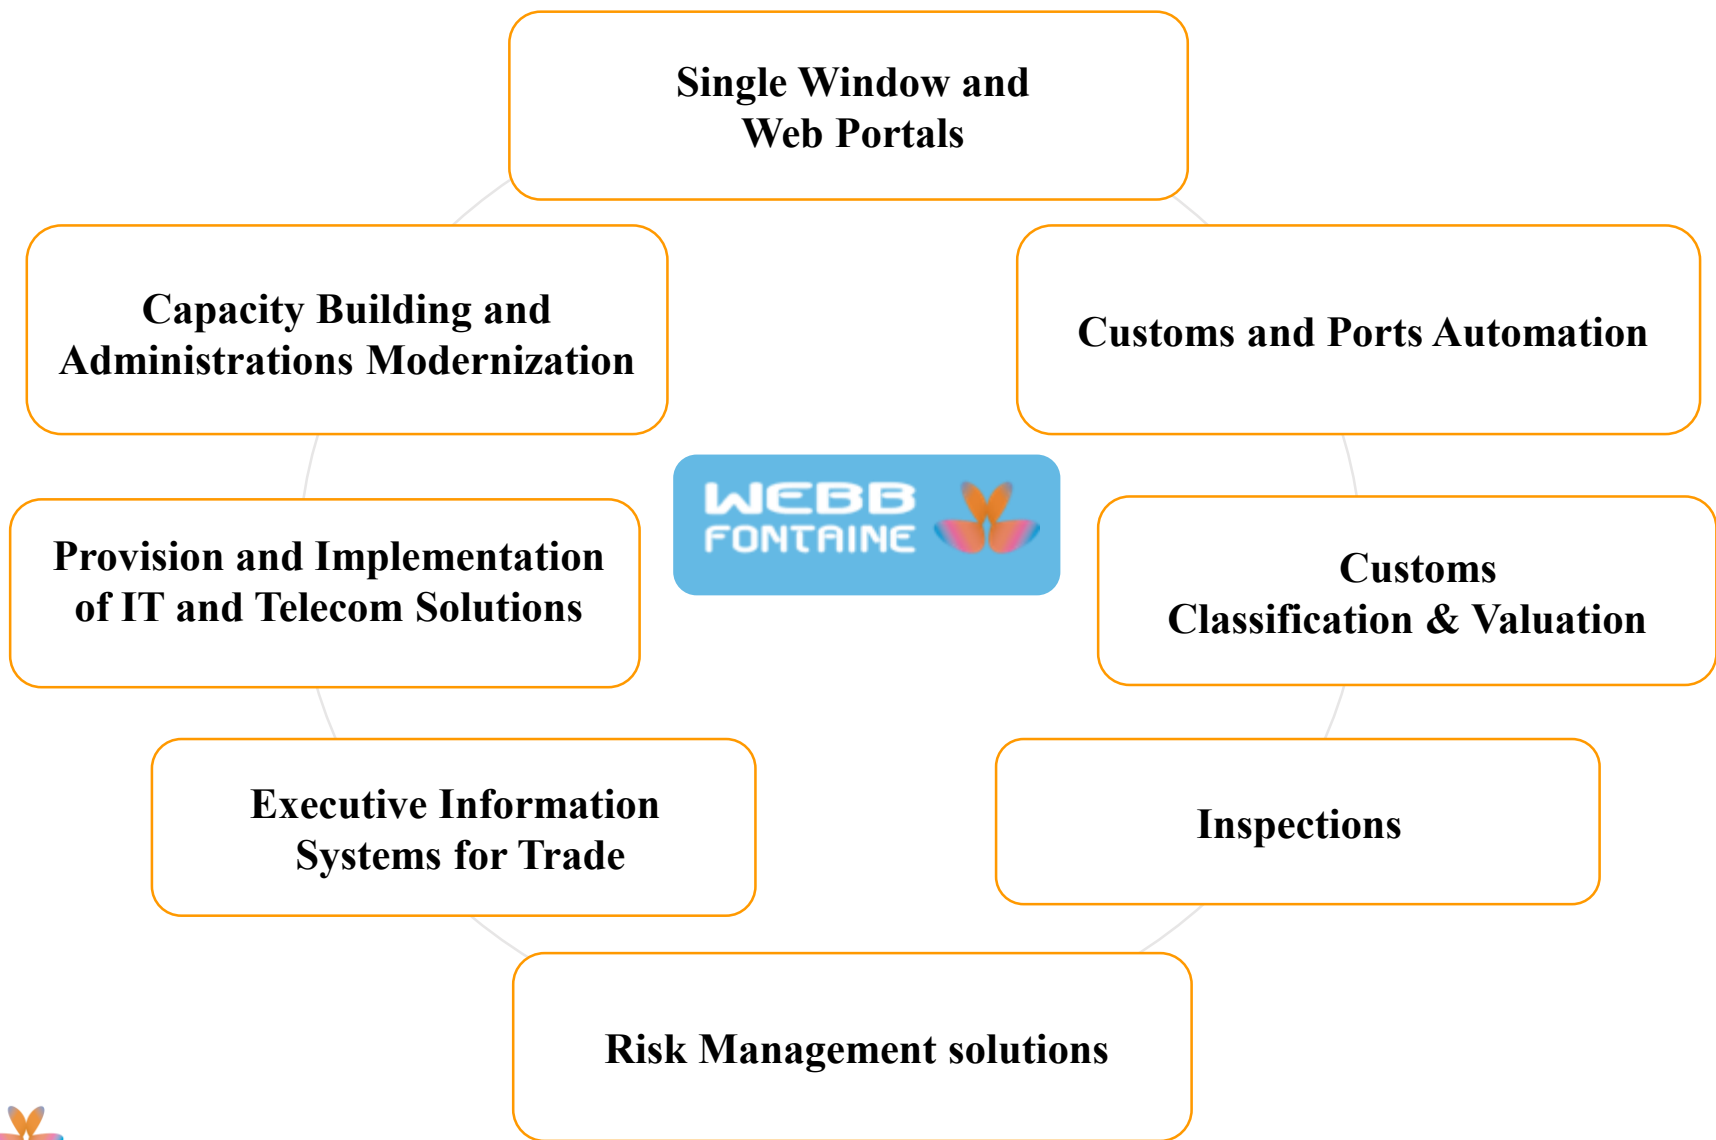 Single Window and
Web Portals
Capacity Building and
Administrations Modernization
Customs and Ports Automation
WEBB
FONTAINE
Provision and Implementation
of IT and Telecom Solutions
Customs
Classification & Valuation
Executive Information
Systems for Trade
Inspections
Risk Management solutions